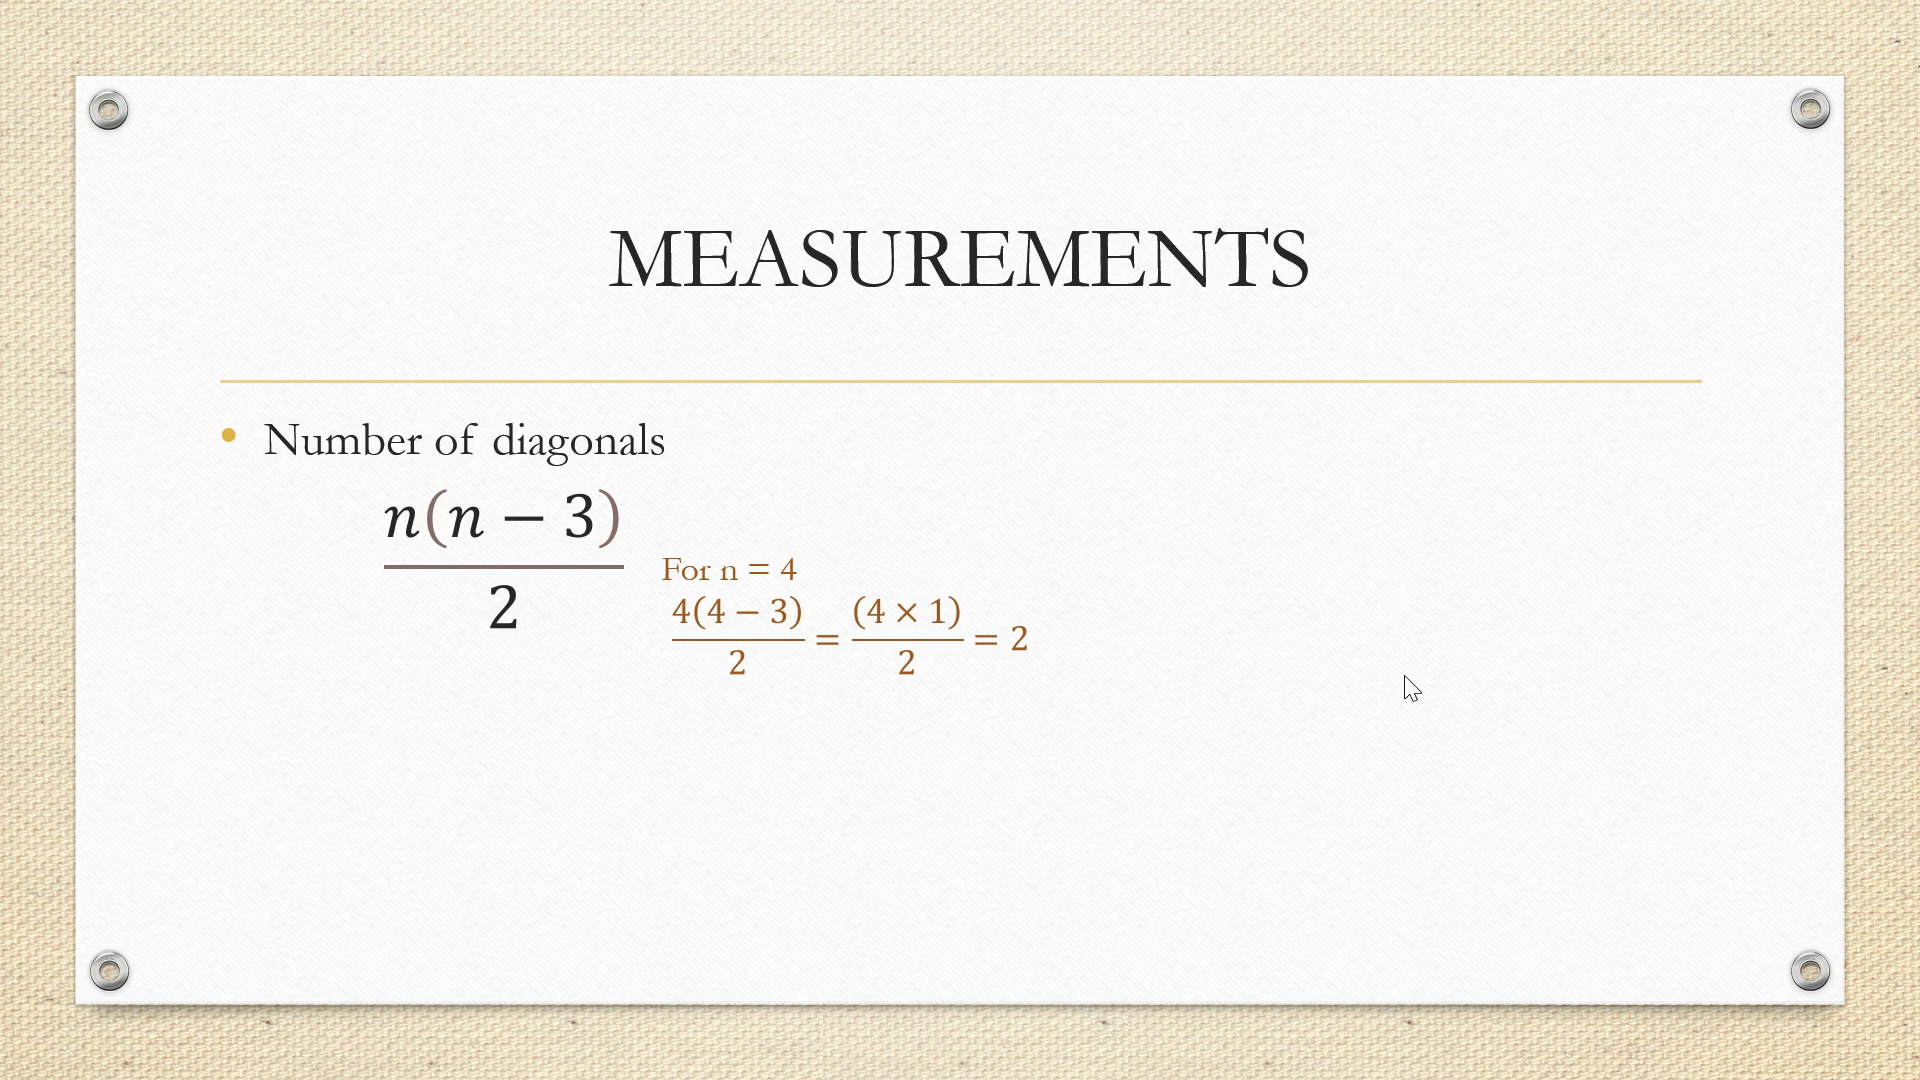 MEASUREMENTS
• Number of diagonals
n(n − 3)
2
For n = 4
4(4 − 3)/2 = (4 × 1)/2 = 2